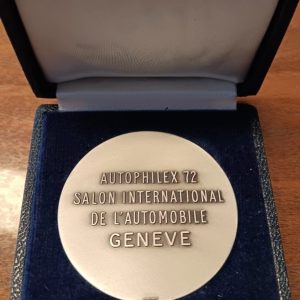 AUTOPHILEX 72
SALON INTERNATIONAL
DE L'AUTOMOBILE
GENEVE